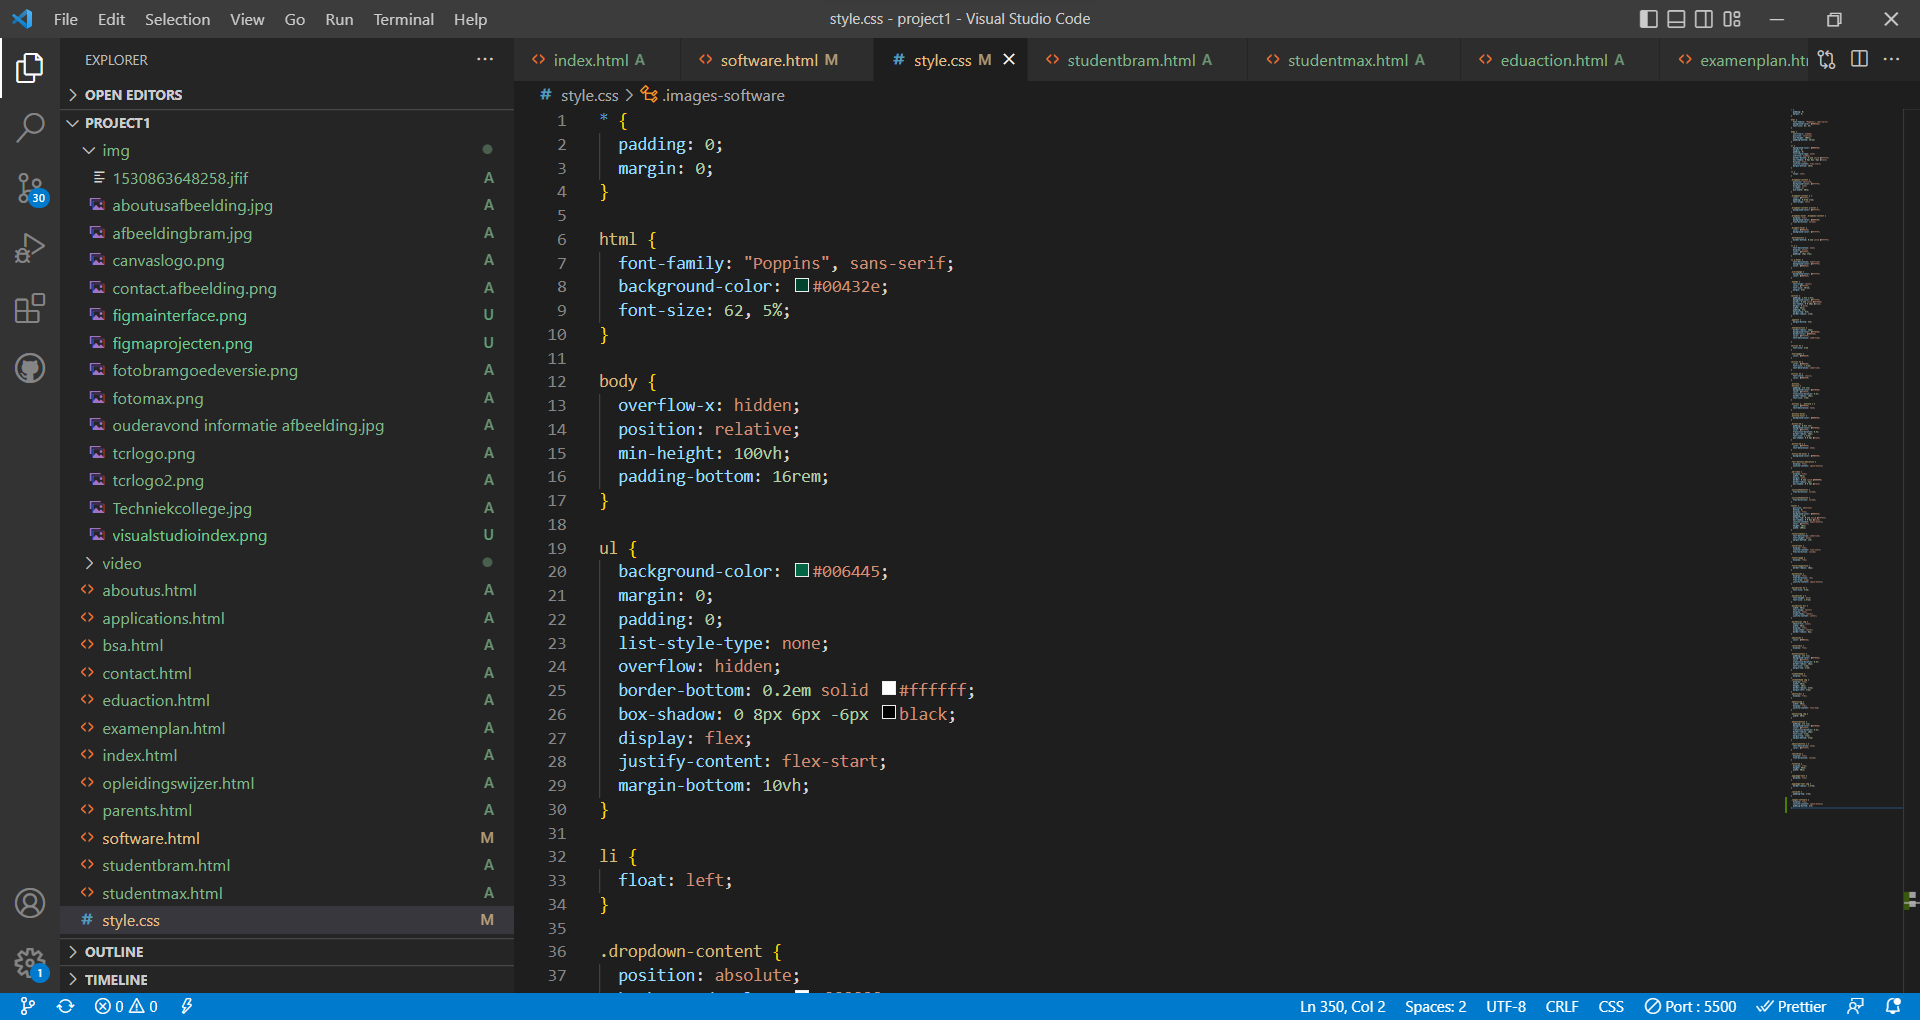 File Edit Selection View Go Run Terminal Help
style.css - project1 - Visual Studio Code
EXPLORER
index.html A
software.html M
style.css M
studentbram.html A
studentmax.html A
eduaction.html A
examenplan.htm
OPEN EDITORS
style.css > .images-software
PROJECT1
img
1530863648258.jfif A
aboutusafbeelding.jpg A
afbeeldingbram.jpg A
canvaslogo.png A
contact.afbeelding.png A
figmainterface.png U
figmaprojecten.png U
fotobramgoedeversie.png A
fotomax.png A
ouderavond informatie afbeelding.jpg A
tcrlogo.png A
tcrlogo2.png A
Techniekcollege.jpg A
visualstudioindex.png U
video
aboutus.html A
applications.html A
bsa.html A
contact.html A
eduaction.html A
examenplan.html A
index.html A
opleidingswijzer.html A
parents.html A
software.html M
studentbram.html A
studentmax.html A
style.css M
OUTLINE
TIMELINE
30
1
1 * {
2 padding: 0;
3 margin: 0;
4 }
5
6 html {
7 font-family: "Poppins", sans-serif;
8 background-color: #00432e;
9 font-size: 62, 5%;
10 }
11
12 body {
13 overflow-x: hidden;
14 position: relative;
15 min-height: 100vh;
16 padding-bottom: 16rem;
17 }
18
19 ul {
20 background-color: #006445;
21 margin: 0;
22 padding: 0;
23 list-style-type: none;
24 overflow: hidden;
25 border-bottom: 0.2em solid #ffffff;
26 box-shadow: 0 8px 6px -6px black;
27 display: flex;
28 justify-content: flex-start;
29 margin-bottom: 10vh;
30 }
31
32 li {
33 float: left;
34 }
35
36 .dropdown-content {
37 position: absolute;
0 0
Ln 350, Col 2 Spaces: 2 UTF-8 CRLF CSS Port : 5500 Prettier